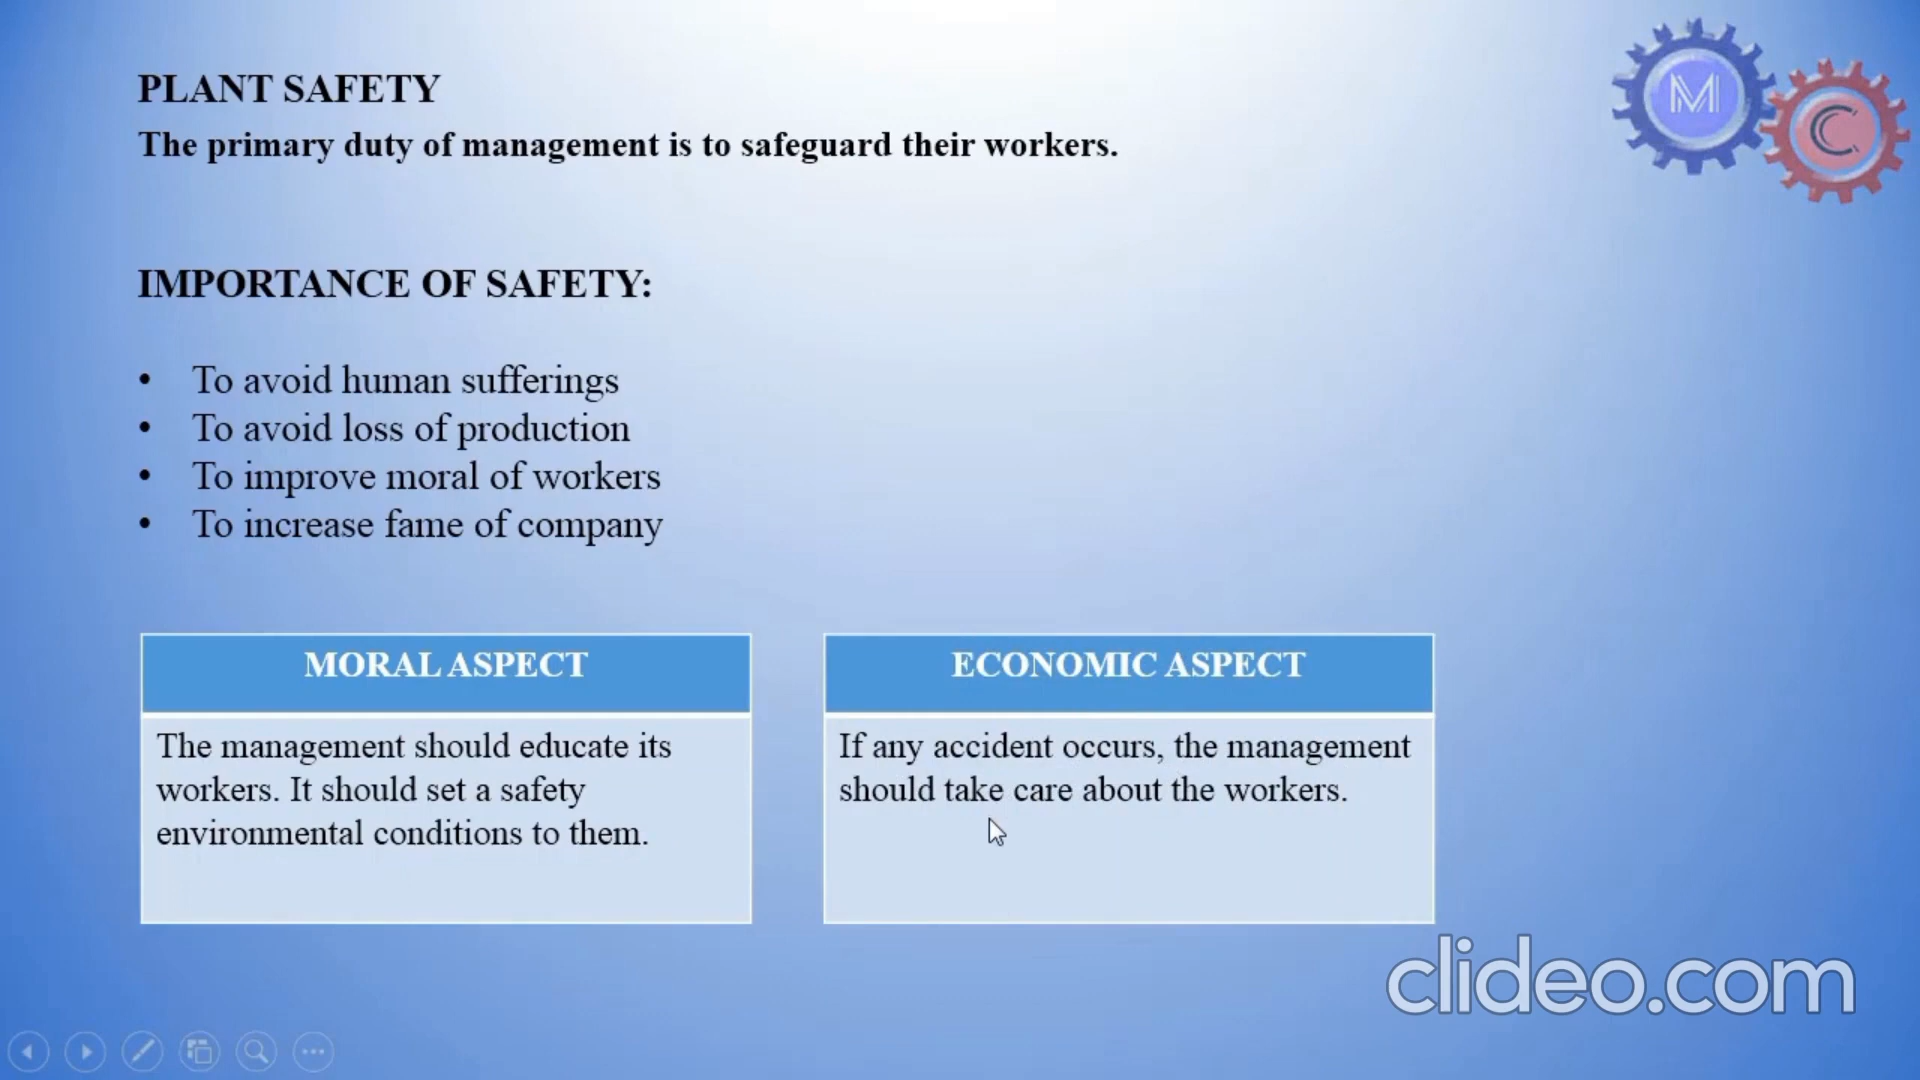 PLANT SAFETY
The primary duty of management is to safeguard their workers.
M
C
IMPORTANCE OF SAFETY:
• To avoid human sufferings
• To avoid loss of production
• To improve moral of workers
• To increase fame of company
MORAL ASPECT
The management should educate its
workers. It should set a safety
environmental conditions to them.
ECONOMIC ASPECT
If any accident occurs, the management
should take care about the workers.
clideo.com